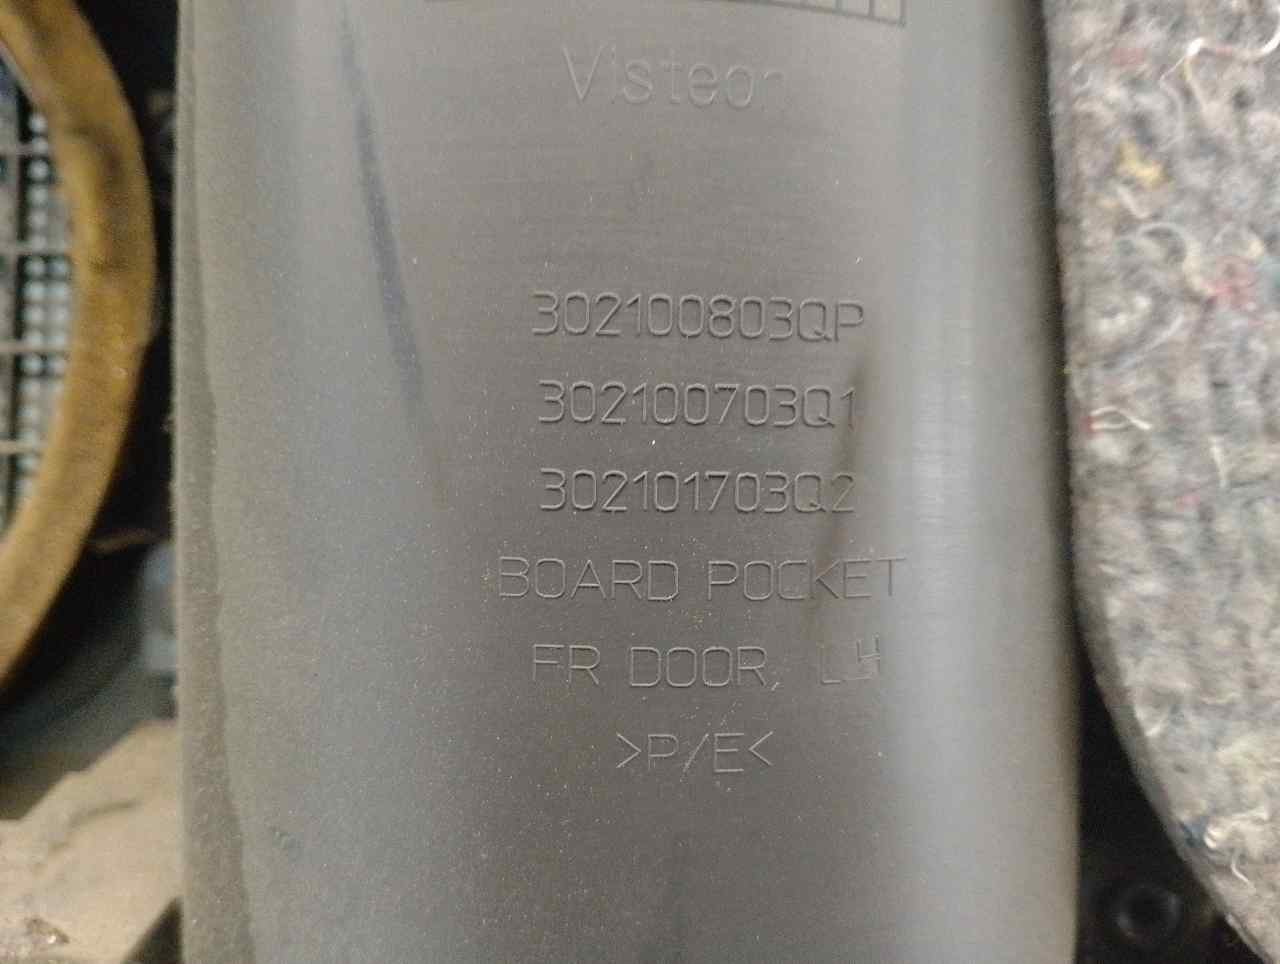 Visteon
302100803QP
302100703Q1
302101703Q2
BOARD POCKET
FR DOOR, LH
>P/E<